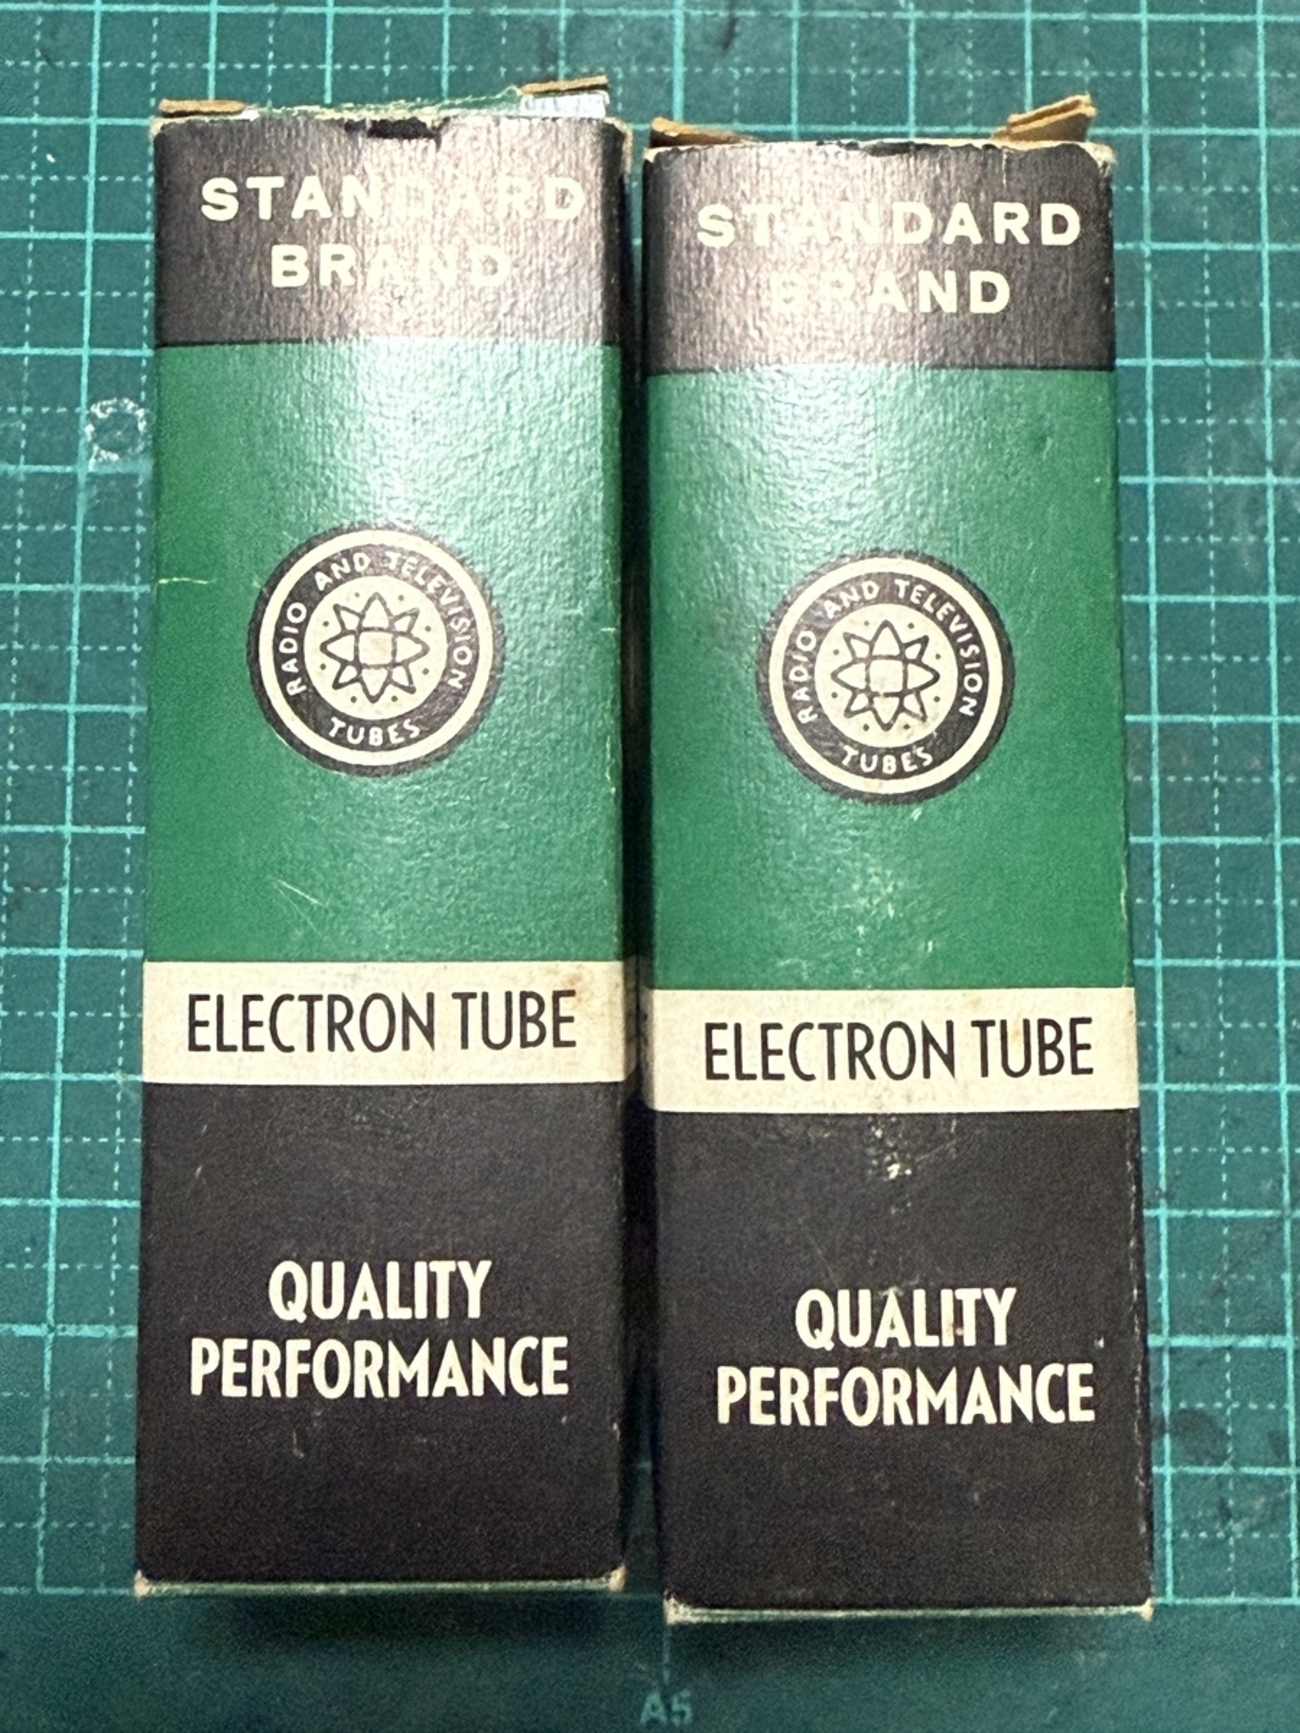 STANDARD
BRAND
RADIO AND TELEVISION
TUBES
ELECTRON TUBE
QUALITY
PERFORMANCE
STANDARD
BRAND
RADIO AND TELEVISION
TUBES
ELECTRON TUBE
QUALITY
PERFORMANCE
A5